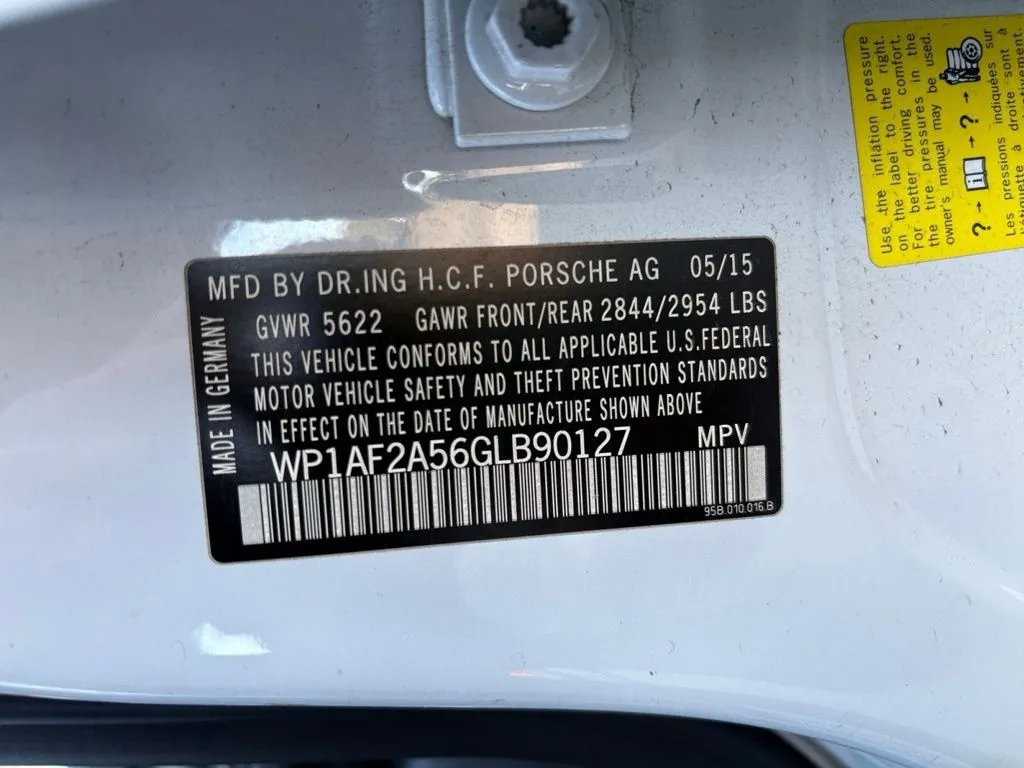 MFD BY DR.ING H.C.F. PORSCHE AG 05/15
GVWR 5622 GAWR FRONT/REAR 2844/2954 LBS
THIS VEHICLE CONFORMS TO ALL APPLICABLE U.S.FEDERAL
MOTOR VEHICLE SAFETY AND THEFT PREVENTION STANDARDS
IN EFFECT ON THE DATE OF MANUFACTURE SHOWN ABOVE
WP1AF2A56GLB90127 MPV
95B.010.016.B
MADE IN GERMANY
Use the inflation pressure
on the label to the right.
For better driving comfort,
the tire pressures in the
owner's manual may be used.
? → i → ? →
Les pressions indiquées sur
l'étiquette à droite sont à